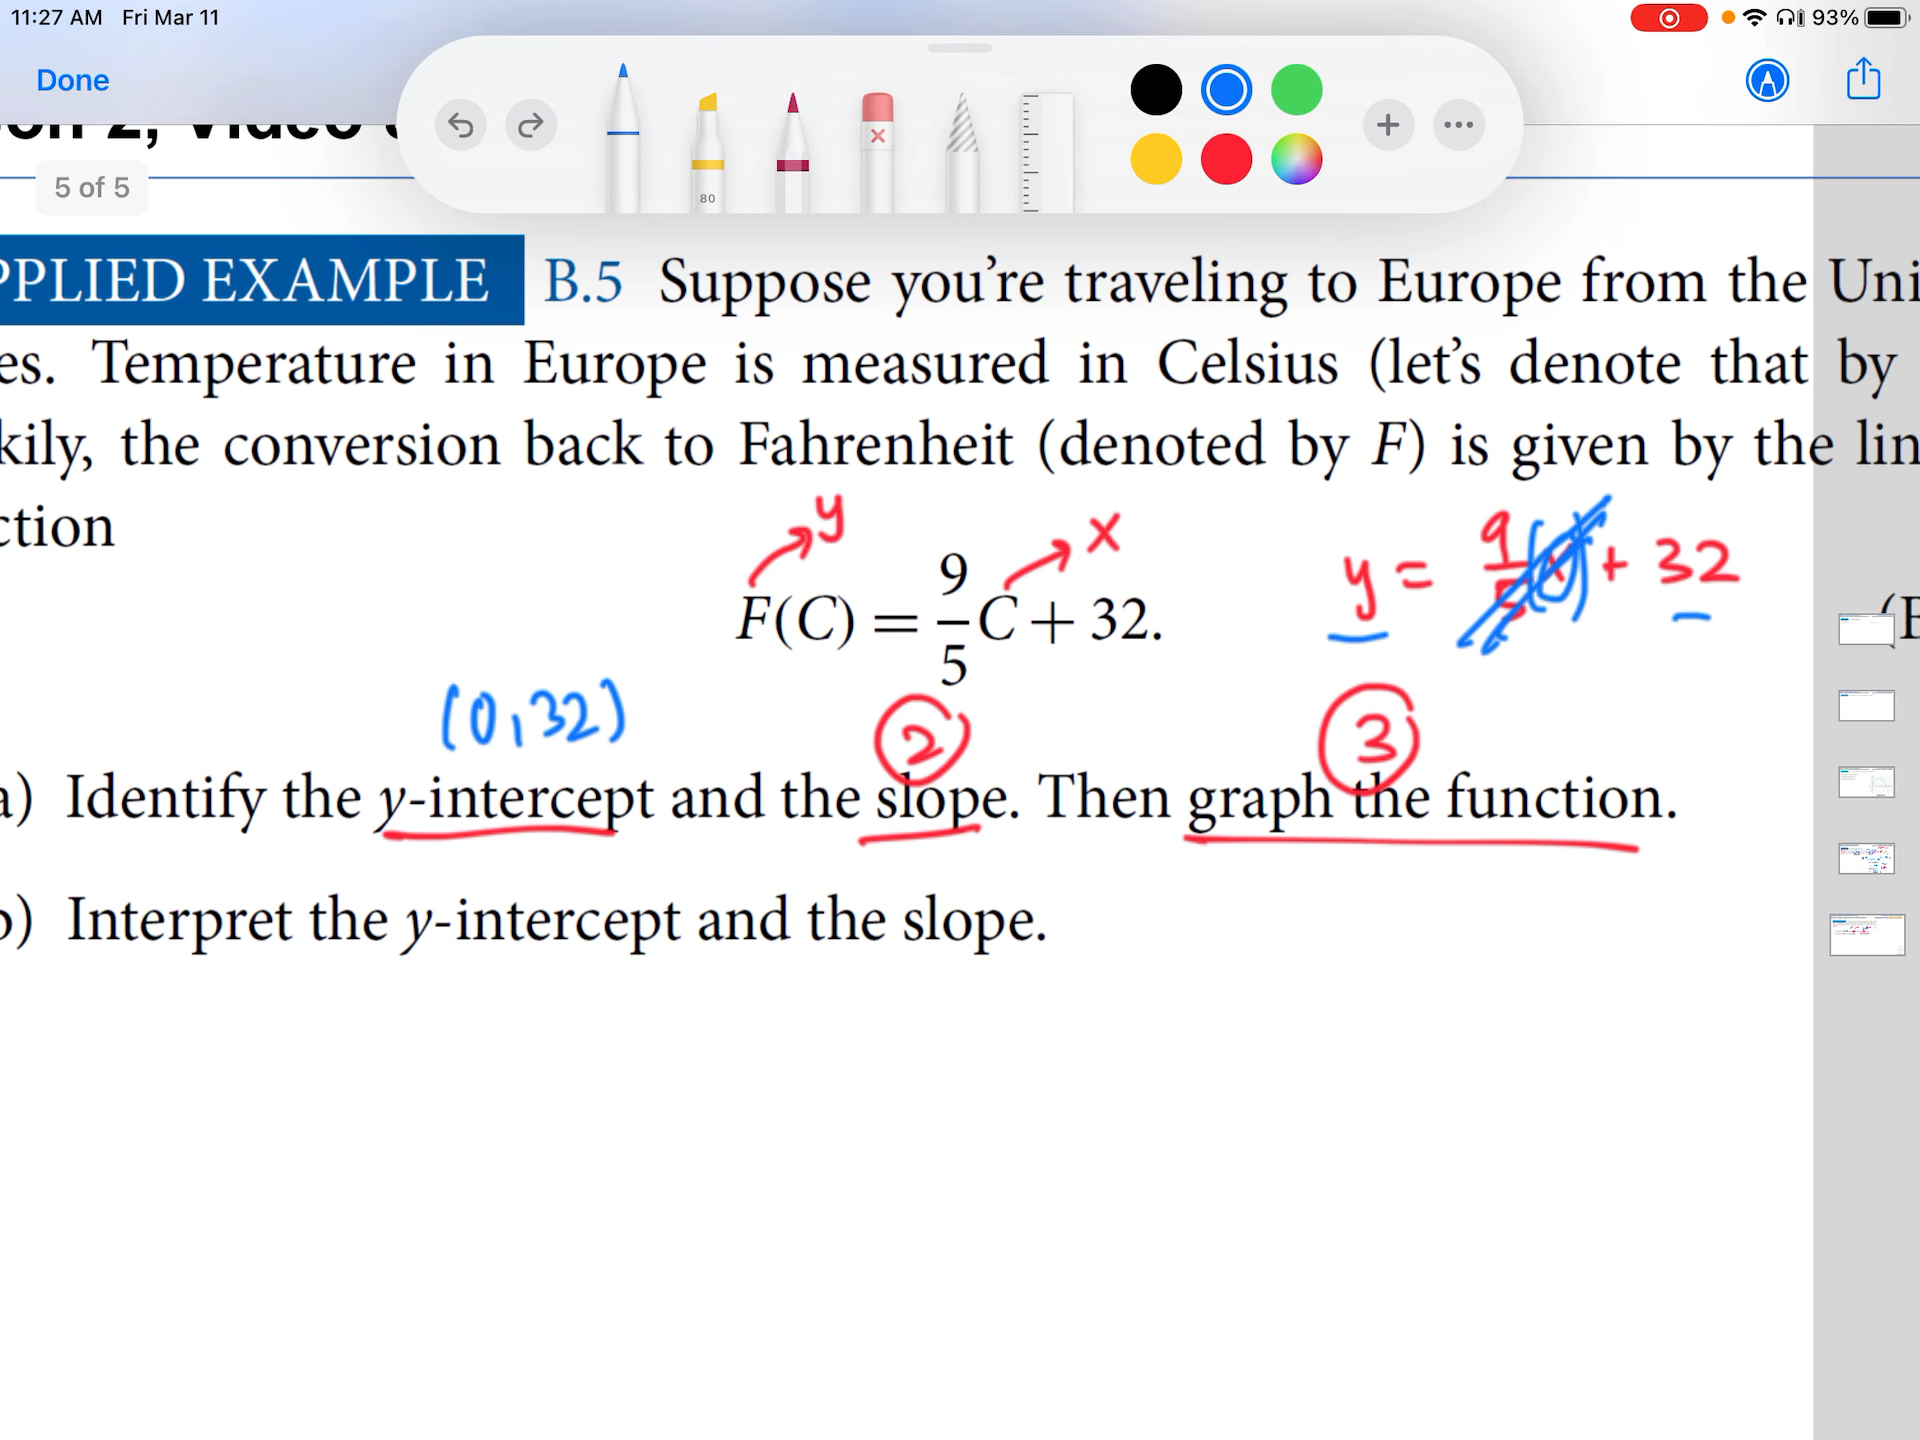 11:27 AM Fri Mar 11
93%
Done
5 of 5
80
PPLIED EXAMPLE B.5 Suppose you're traveling to Europe from the Uni
es. Temperature in Europe is measured in Celsius (let's denote that by
kily, the conversion back to Fahrenheit (denoted by F) is given by the lin
ction
y
x
F(C) = 9/5 C + 32.
y = 9/5 (0) + 32
(E
(0,32)
2
3
a) Identify the y-intercept and the slope. Then graph the function.
b) Interpret the y-intercept and the slope.